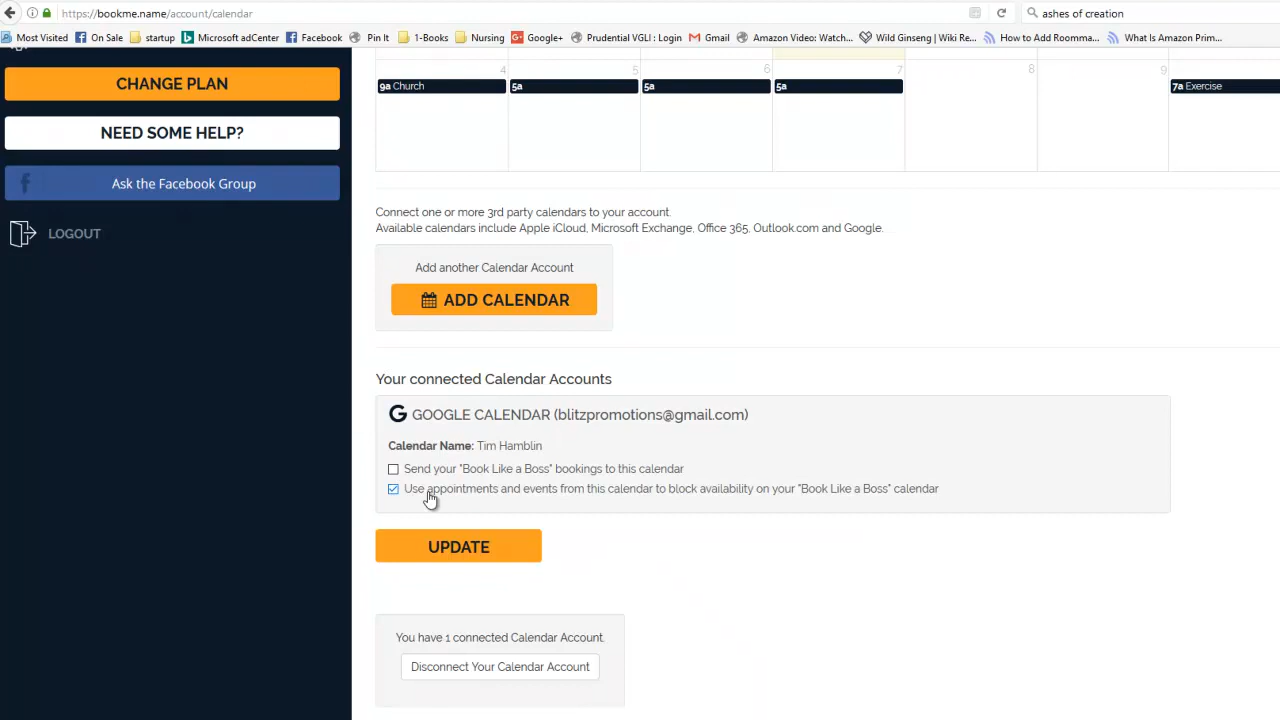 https://bookme.name/account/calendar
ashes of creation
Most Visited
On Sale
startup
Microsoft adCenter
Facebook
Pin It
1-Books
Nursing
Google+
Prudential VGLI : Login
Gmail
Amazon Video: Watch...
Wild Ginseng | Wiki Re...
How to Add Roomma...
What Is Amazon Prim...
CHANGE PLAN
NEED SOME HELP?
Ask the Facebook Group
LOGOUT
4 5 6 7 8 9
9a Church
5a
5a
5a
7a Exercise
Connect one or more 3rd party calendars to your account.
Available calendars include Apple iCloud, Microsoft Exchange, Office 365, Outlook.com and Google.
Add another Calendar Account
ADD CALENDAR
Your connected Calendar Accounts
GOOGLE CALENDAR (blitzpromotions@gmail.com)
Calendar Name: Tim Hamblin
Send your "Book Like a Boss" bookings to this calendar
Use appointments and events from this calendar to block availability on your "Book Like a Boss" calendar
UPDATE
You have 1 connected Calendar Account.
Disconnect Your Calendar Account